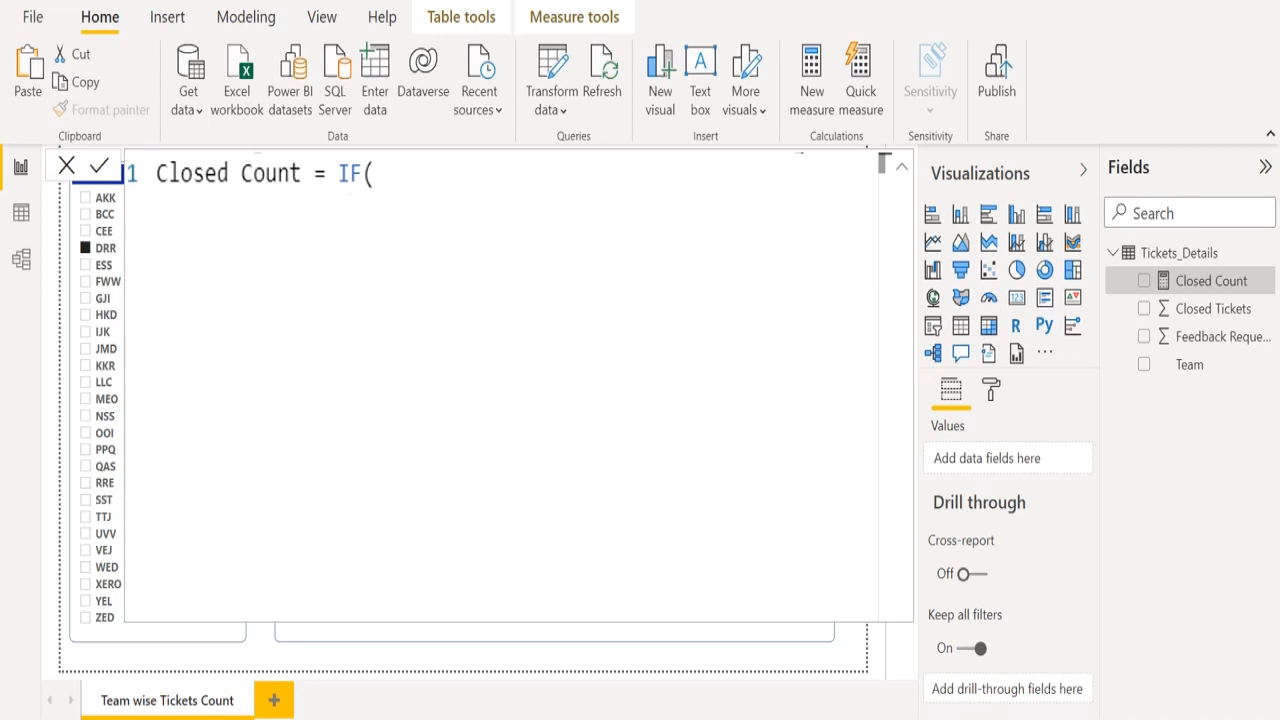 File Home Insert Modeling View Help Table tools Measure tools
Cut
Copy
Format painter
Paste
Get data
Excel workbook
Power BI datasets
SQL Server
Enter data
Dataverse
Recent sources
Transform data
Refresh
New visual
Text box
More visuals
New measure
Quick measure
Sensitivity
Publish
Clipboard Data Queries Insert Calculations Sensitivity Share
1 Closed Count = IF(
AKK
BCC
CEE
DRR
ESS
FWW
GJI
HKD
IJK
JMD
KKR
LLC
MEO
NSS
OOI
PPQ
QAS
RRE
SST
TTJ
UVV
VEJ
WED
XERO
YEL
ZED
Visualizations
R Py
123
Values
Add data fields here
Drill through
Cross-report
Off
Keep all filters
On
Add drill-through fields here
Fields
Search
Tickets_Details
Closed Count
Closed Tickets
Feedback Reque...
Team
Team wise Tickets Count